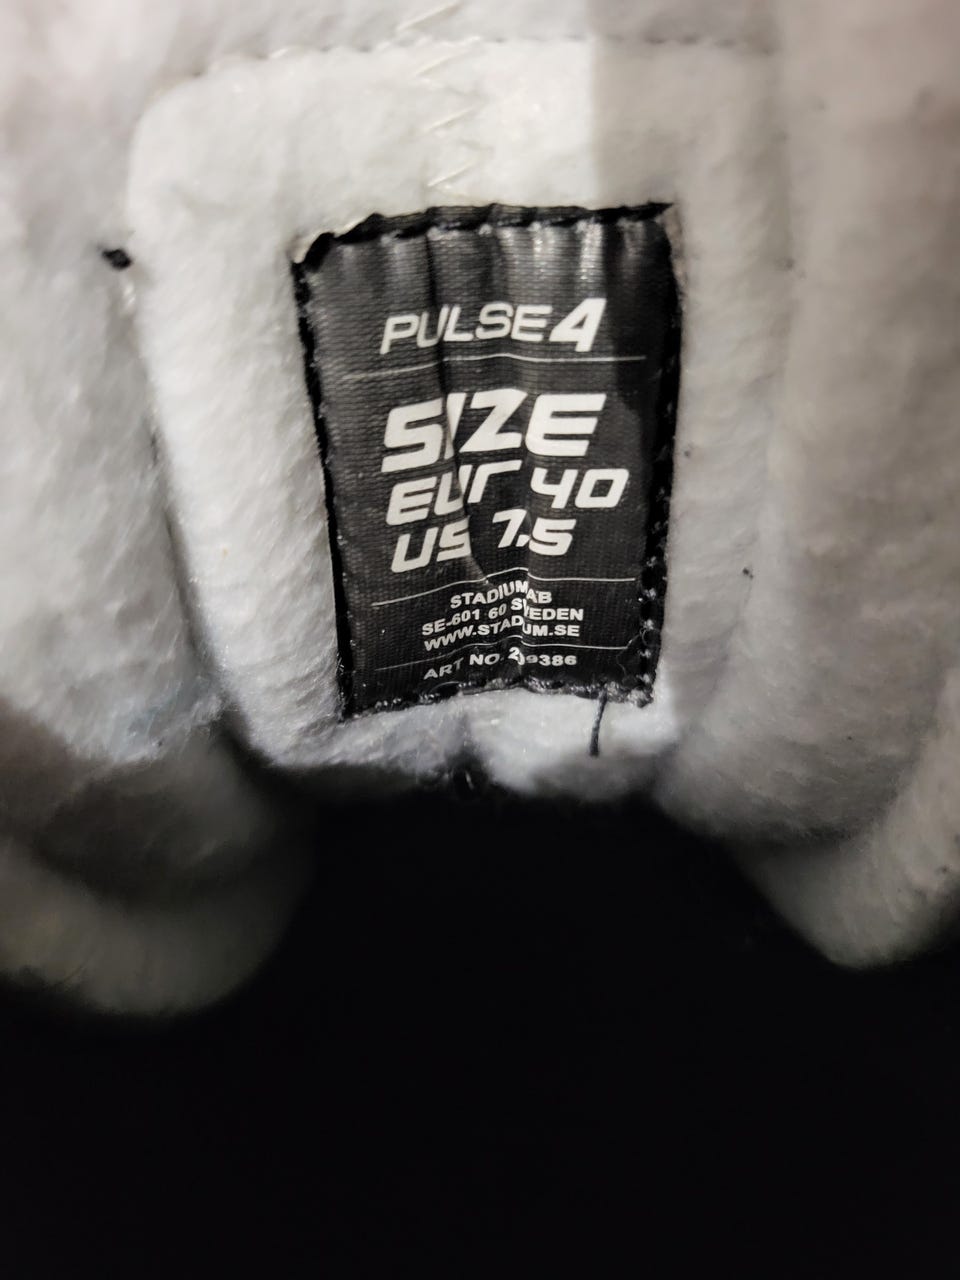 PULSE4
SIZE
EUR 40
US 7,5
STADIUM AB
SE-601 60 SWEDEN
WWW.STADIUM.SE
ART NO.